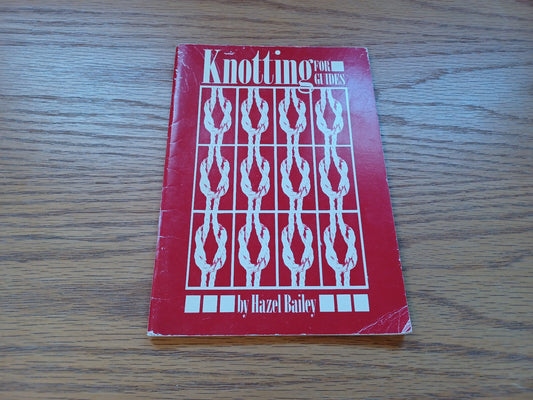 Knotting
FOR
GUIDES
by Hazel Bailey